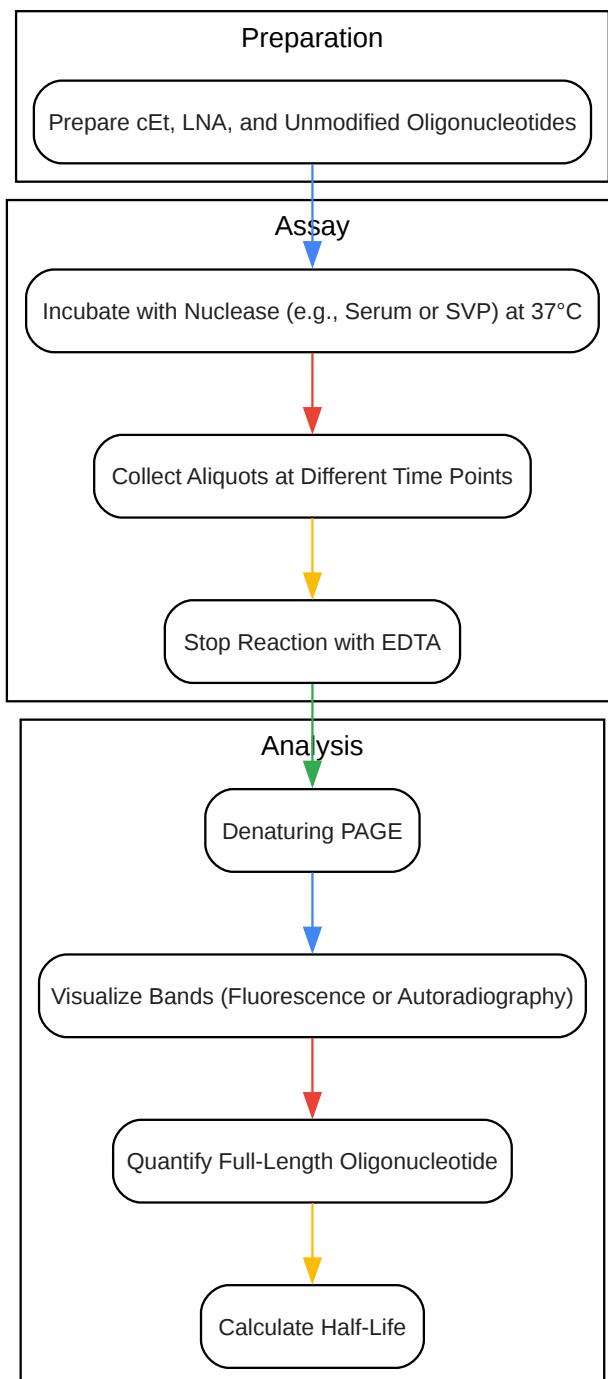 Preparation
Prepare cEt, LNA, and Unmodified Oligonucleotides
Assay
Incubate with Nuclease (e.g., Serum or SVP) at 37°C
Collect Aliquots at Different Time Points
Stop Reaction with EDTA
Analysis
Denaturing PAGE
Visualize Bands (Fluorescence or Autoradiography)
Quantify Full-Length Oligonucleotide
Calculate Half-Life